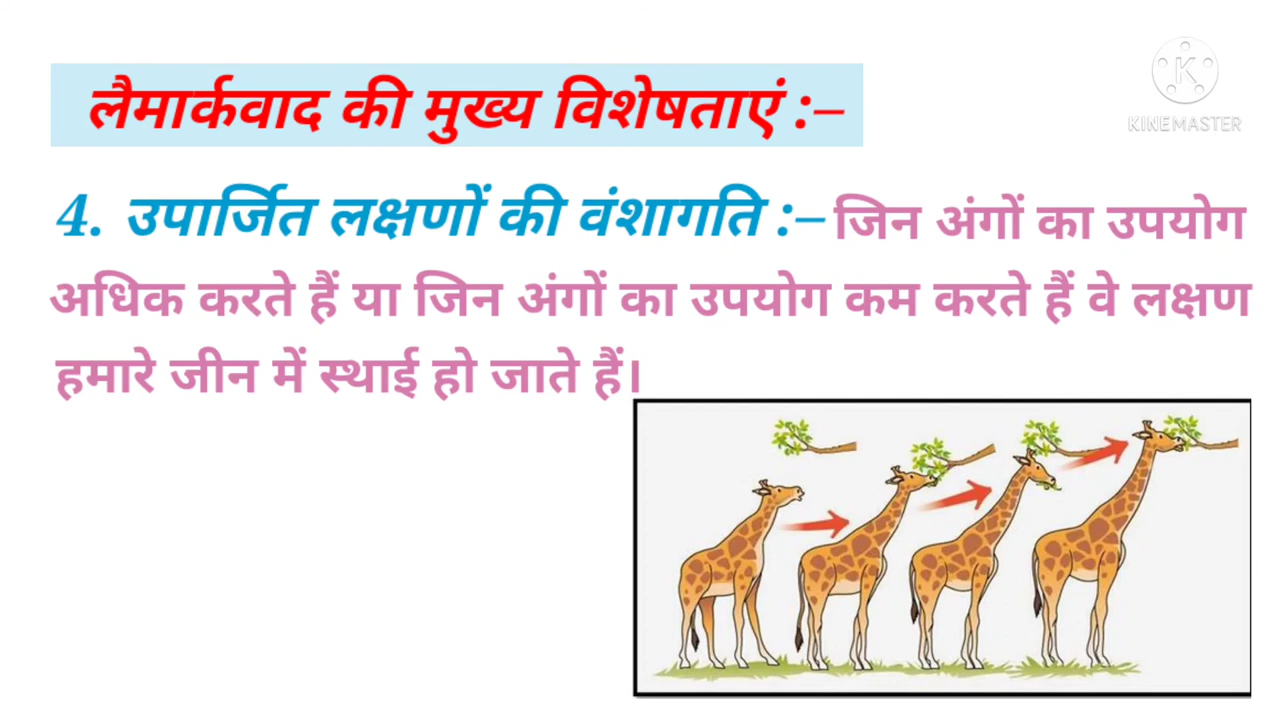 लैमार्कवाद की मुख्य विशेषताएं :–
K
KINEMASTER
4. उपार्जित लक्षणों की वंशागति :– जिन अंगों का उपयोग
अधिक करते हैं या जिन अंगों का उपयोग कम करते हैं वे लक्षण
हमारे जीन में स्थाई हो जाते हैं।